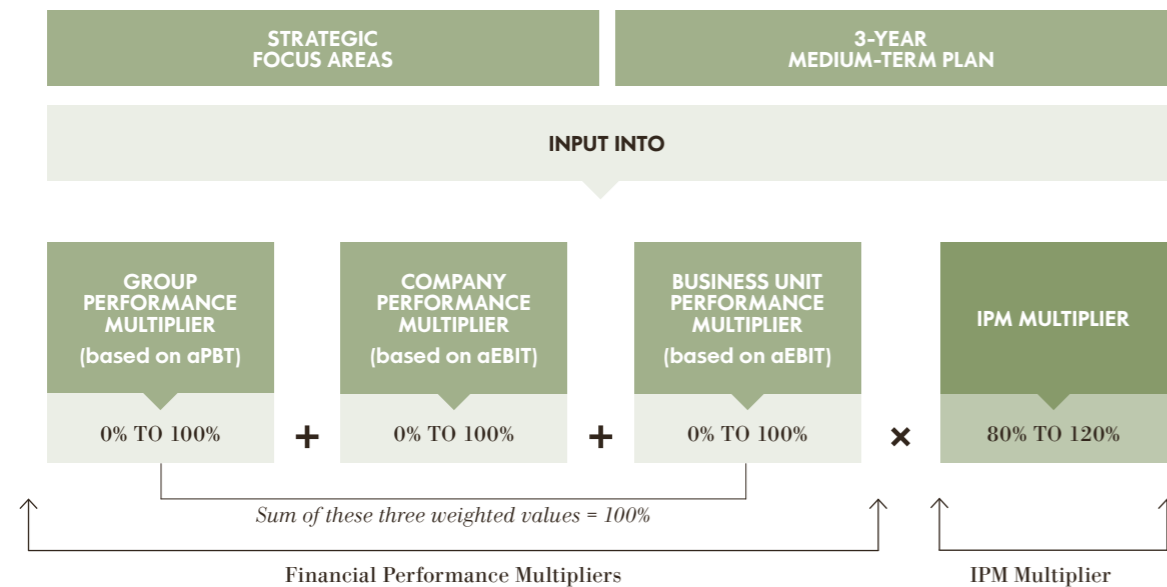 STRATEGIC
FOCUS AREAS
3-YEAR
MEDIUM-TERM PLAN
INPUT INTO
GROUP
PERFORMANCE
MULTIPLIER
(based on aPBT)
0% TO 100%
+
COMPANY
PERFORMANCE
MULTIPLIER
(based on aEBIT)
0% TO 100%
+
BUSINESS UNIT
PERFORMANCE
MULTIPLIER
(based on aEBIT)
0% TO 100%
×
IPM MULTIPLIER
80% TO 120%
Sum of these three weighted values = 100%
Financial Performance Multipliers
IPM Multiplier